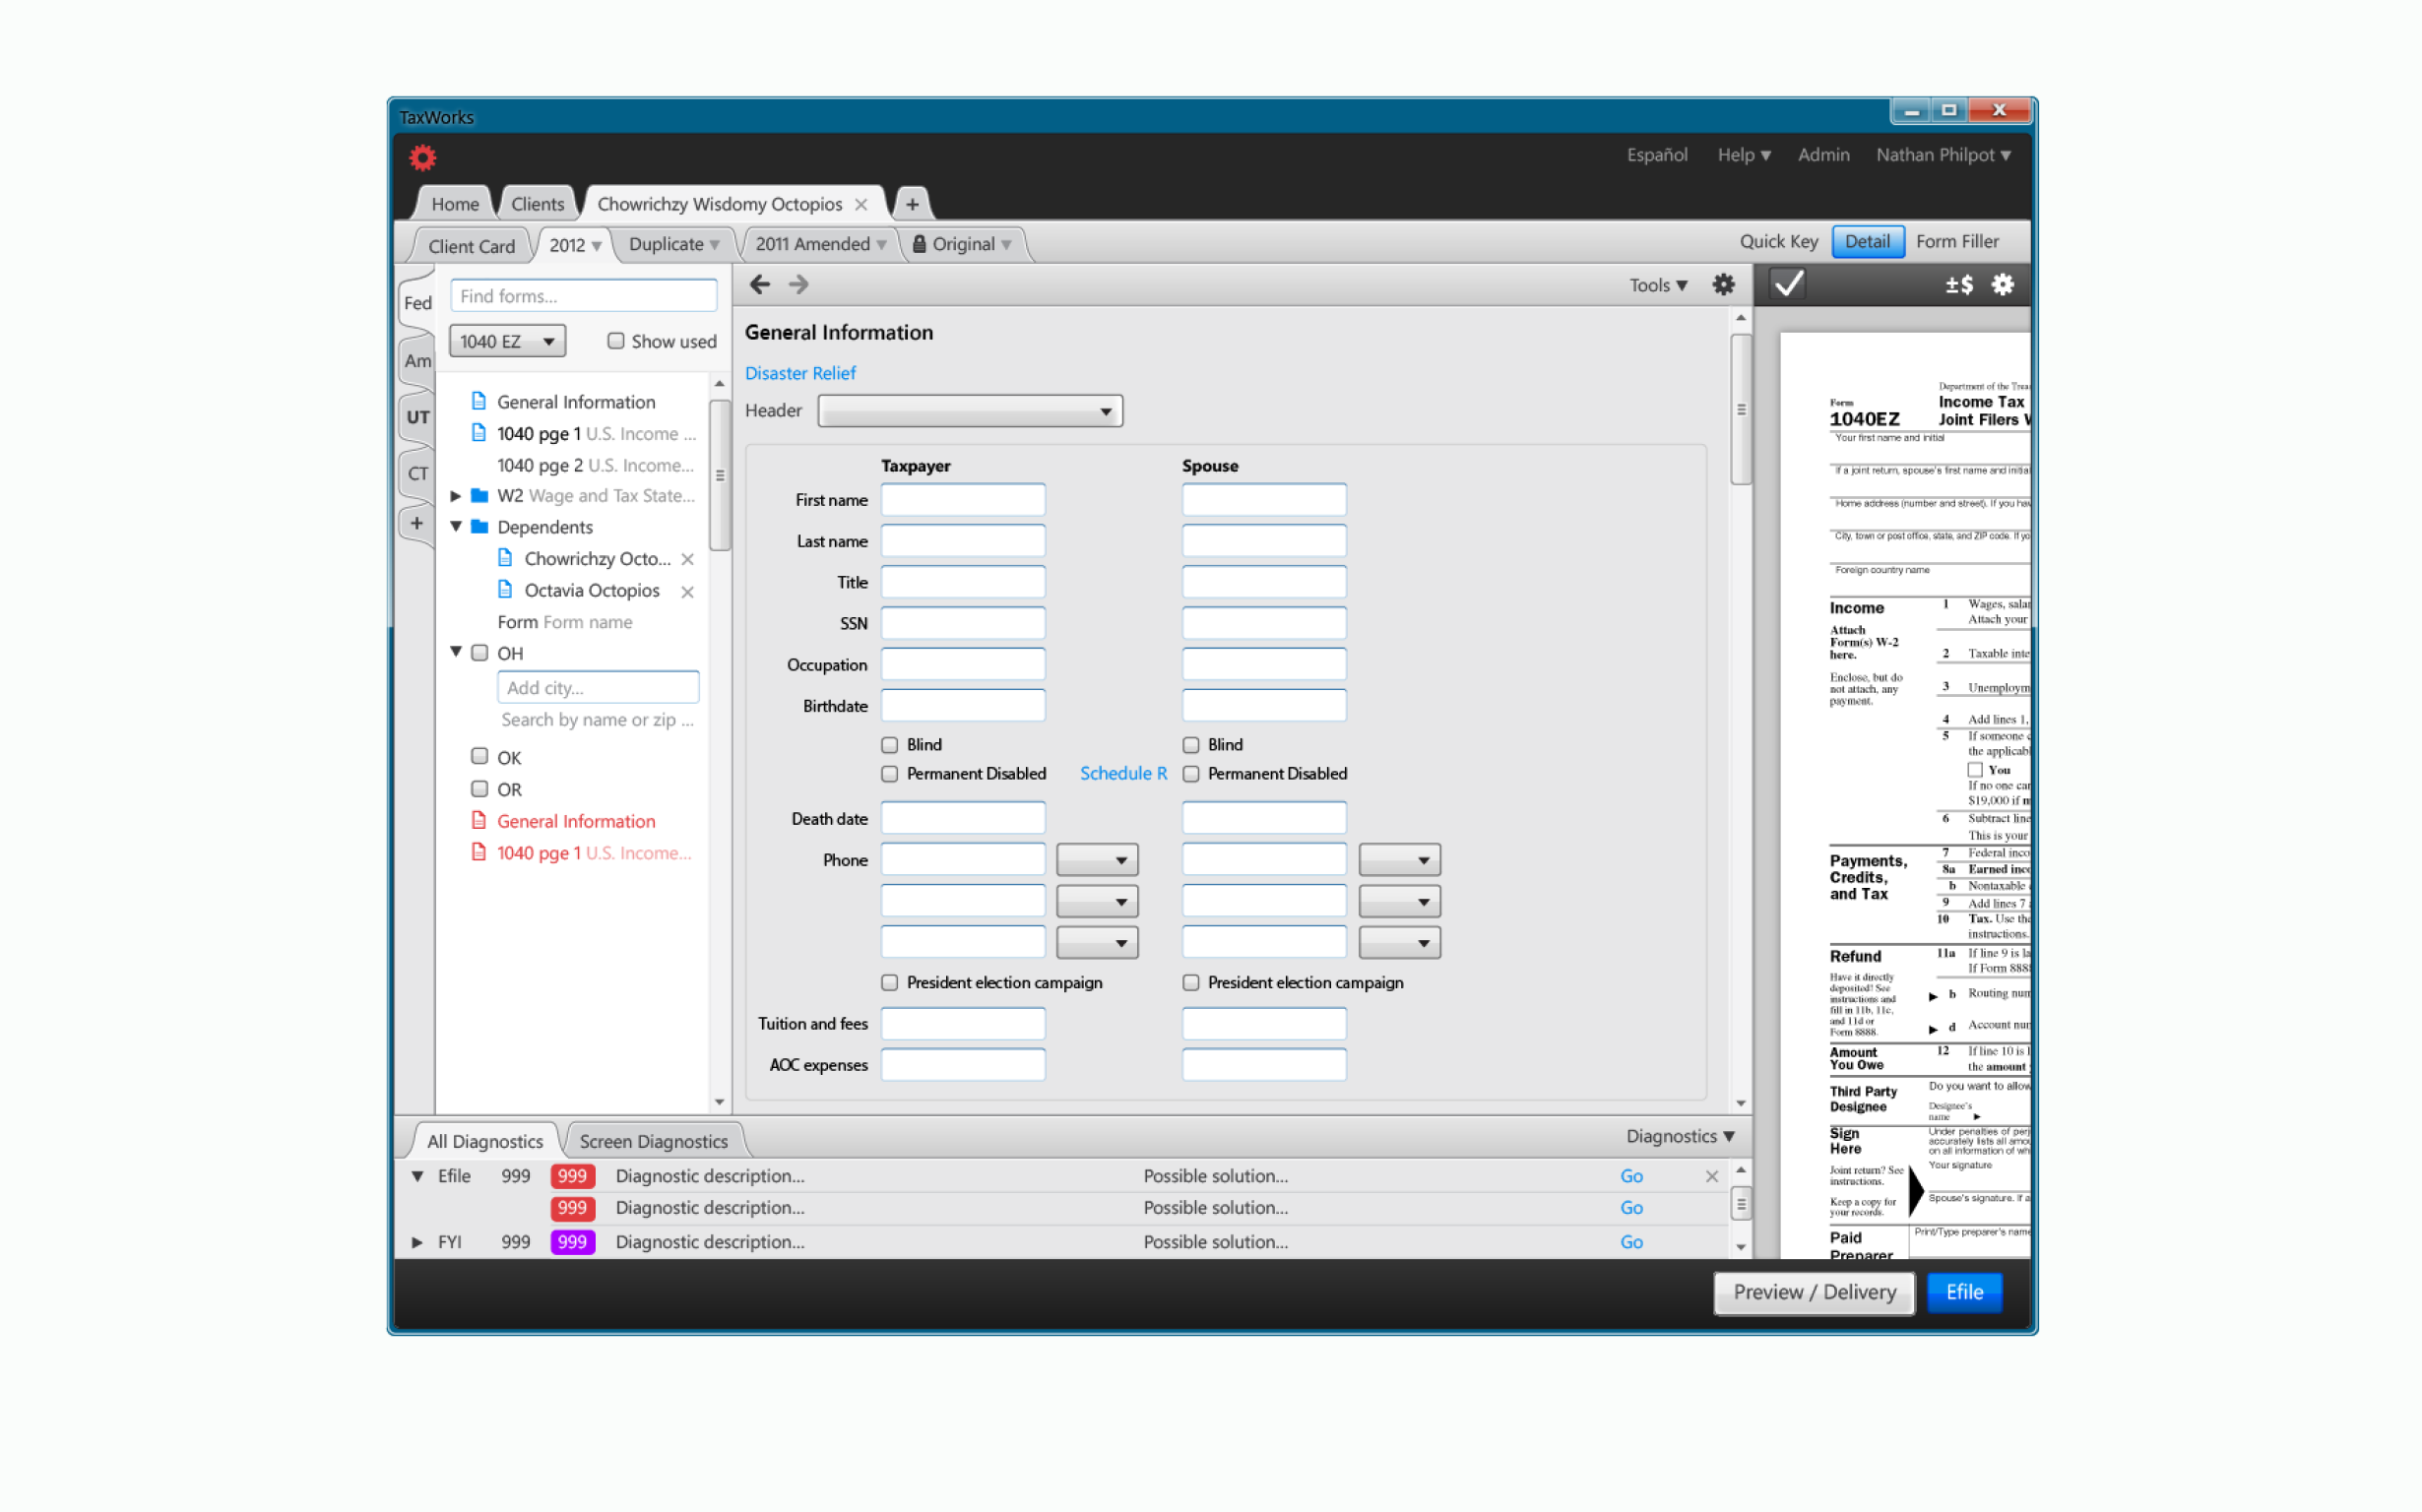 TaxWorks
Español Help Admin Nathan Philpot
Home Clients Chowrichzy Wisdomy Octopios +
Client Card 2012 Duplicate 2011 Amended Original Quick Key Detail Form Filler
Fed
Am
UT
CT
+
Find forms...
1040 EZ Show used
General Information
1040 pge 1 U.S. Income ...
1040 pge 2 U.S. Income...
W2 Wage and Tax State...
Dependents
Chowrichzy Octo...
Octavia Octopios
Form Form name
OH
Add city...
Search by name or zip ...
OK
OR
General Information
1040 pge 1 U.S. Income...
Tools
General Information
Disaster Relief
Header
Taxpayer Spouse
First name
Last name
Title
SSN
Occupation
Birthdate
Blind Blind
Permanent Disabled Schedule R Permanent Disabled
Death date
Phone
President election campaign President election campaign
Tuition and fees
AOC expenses
±$
Department of the Trea
Form
1040EZ
Income Tax
Joint Filers
Your first name and initial
If a joint return, spouse's first name and initial
Home address (number and street). If you hav
City, town or post office, state, and ZIP code. If yo
Foreign country name
Income
Attach
Form(s) W-2
here.
Enclose, but do
not attach, any
payment.
1 Wages, salar
Attach your
2 Taxable inte
3 Unemploym
4 Add lines 1,
5 If someone
the applicabl
You
If no one can
$19,000 if
6 Subtract line
This is your
Payments,
Credits,
and Tax
7 Federal inco
8a Earned inco
b Nontaxable
9 Add lines 7
10 Tax. Use the
instructions.
Refund
Have it directly
deposited! See
instructions and
fill in 11b, 11c,
and 11d or
Form 8888.
11a If line 9 is la
If Form 8888
b Routing num
d Account num
Amount
You Owe
12 If line 10 is l
the amount
Third Party
Designee
Do you want to allow
Designee's
name
Sign
Here
Joint return? See
instructions.
Keep a copy for
your records.
Under penalties of perj
accurately lists all amo
on all information of wh
Your signature
Spouse's signature. If a
Paid
Preparer
Print/Type preparer's name
All Diagnostics Screen Diagnostics Diagnostics
Efile 999 999 Diagnostic description... Possible solution... Go
999 Diagnostic description... Possible solution... Go
FYI 999 999 Diagnostic description... Possible solution... Go
Preview / Delivery Efile